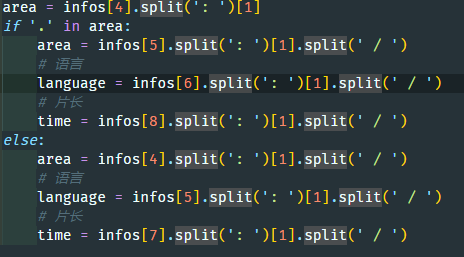 area = infos[4].split(': ')[1]
if '.' in area:
    area = infos[5].split(': ')[1].split(' / ')
    # 语言
    language = infos[6].split(': ')[1].split(' / ')
    # 片长
    time = infos[8].split(': ')[1].split(' / ')
else:
    area = infos[4].split(': ')[1].split(' / ')
    # 语言
    language = infos[5].split(': ')[1].split(' / ')
    # 片长
    time = infos[7].split(': ')[1].split(' / ')